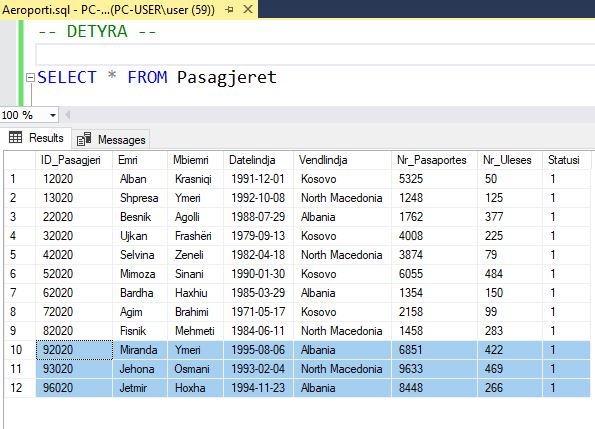 Aeroporti.sql - PC-...(PC-USER\user (59))
-- DETYRA --
SELECT * FROM Pasagjeret
100 %
Results Messages
ID_Pasagjeri Emri Mbiemri Datelindja Vendlindja Nr_Pasaportes Nr_Uleses Statusi
1 12020 Alban Krasniqi 1991-12-01 Kosovo 5325 50 1
2 13020 Shpresa Ymeri 1992-10-08 North Macedonia 1248 125 1
3 22020 Besnik Agolli 1988-07-29 Albania 1762 377 1
4 32020 Ujkan Frashëri 1979-09-13 Kosovo 4008 225 1
5 42020 Selvina Zeneli 1982-04-18 North Macedonia 3874 79 1
6 52020 Mimoza Sinani 1990-01-30 Kosovo 6055 484 1
7 62020 Bardha Haxhiu 1985-03-29 Albania 1354 150 1
8 72020 Agim Brahimi 1971-05-17 Kosovo 2158 99 1
9 82020 Fisnik Mehmeti 1984-06-11 North Macedonia 1458 283 1
10 92020 Miranda Ymeri 1995-08-06 Albania 6851 422 1
11 93020 Jehona Osmani 1993-02-04 North Macedonia 9633 469 1
12 96020 Jetmir Hoxha 1994-11-23 Albania 8448 266 1